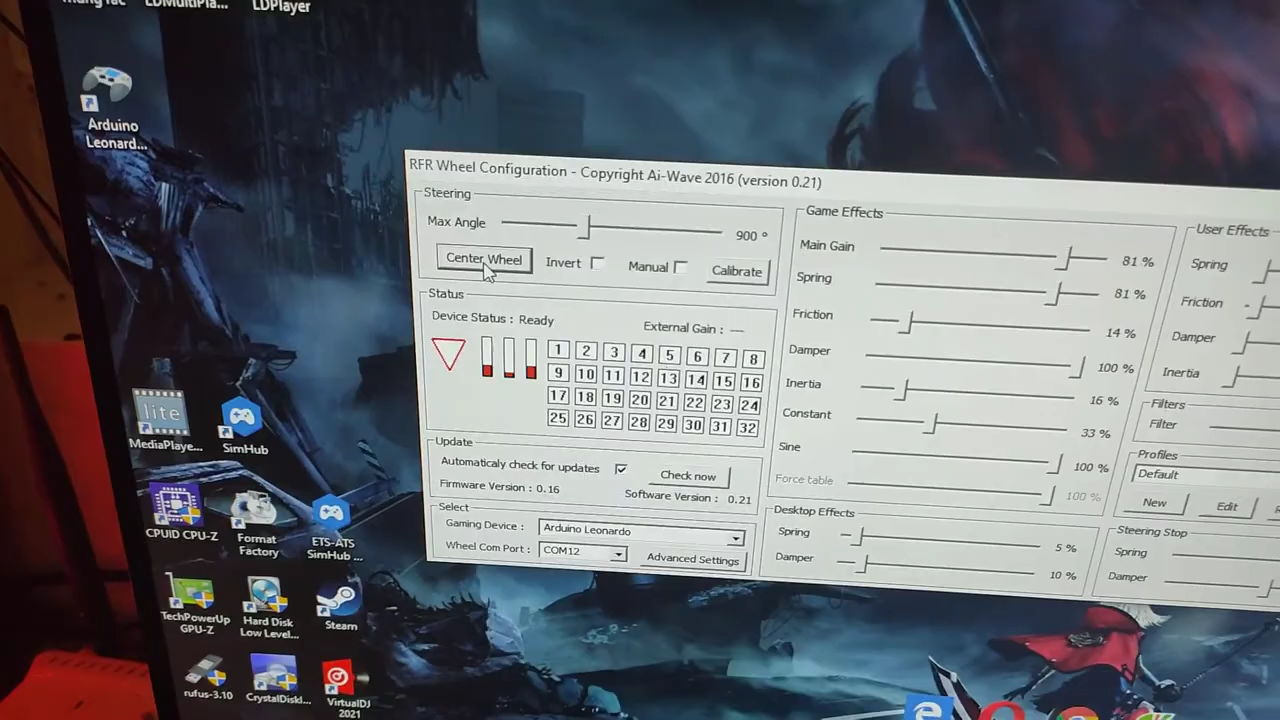 LDPlayer
Arduino
Leonard...
lite
MediaPlaye...
SimHub
CPUID CPU-Z
Format
Factory
ETS-ATS
SimHub ...
TechPowerUp
GPU-Z
Hard Disk
Low Level...
Steam
rufus-3.10
CrystalDiskI...
VirtualDJ
2021
RFR Wheel Configuration - Copyright Ai-Wave 2016 (version 0.21)
Steering
Max Angle 900 °
Center Wheel Invert Manual Calibrate
Status
Device Status : Ready External Gain : ---
1 2 3 4 5 6 7 8
9 10 11 12 13 14 15 16
17 18 19 20 21 22 23 24
25 26 27 28 29 30 31 32
Update
Automaticaly check for updates Check now
Firmware Version : 0.16 Software Version : 0.21
Select
Gaming Device : Arduino Leonardo
Wheel Com Port : COM12 Advanced Settings
Game Effects
Main Gain 81 %
Spring 81 %
Friction 14 %
Damper 100 %
Inertia 16 %
Constant 33 %
Sine 100 %
Force table 100 %
Desktop Effects
Spring 5 %
Damper 10 %
User Effects
Spring
Friction
Damper
Inertia
Filters
Filter
Profiles
Default
New Edit
Steering Stop
Spring
Damper